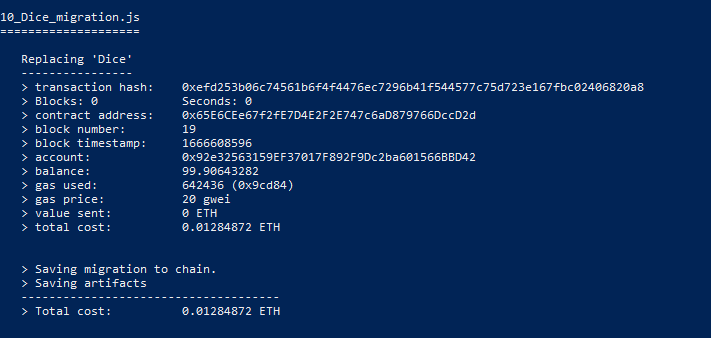 10_Dice_migration.js
====================
Replacing 'Dice'
----------------
> transaction hash: 0xefd253b06c74561b6f4f4476ec7296b41f544577c75d723e167fbc02406820a8
> Blocks: 0 Seconds: 0
> contract address: 0x65E6CEe67f2fE7D4E2F2E747c6aD879766DccD2d
> block number: 19
> block timestamp: 1666608596
> account: 0x92e32563159EF37017F892F9Dc2ba601566BBD42
> balance: 99.90643282
> gas used: 642436 (0x9cd84)
> gas price: 20 gwei
> value sent: 0 ETH
> total cost: 0.01284872 ETH
> Saving migration to chain.
> Saving artifacts
-------------------------------------
> Total cost: 0.01284872 ETH